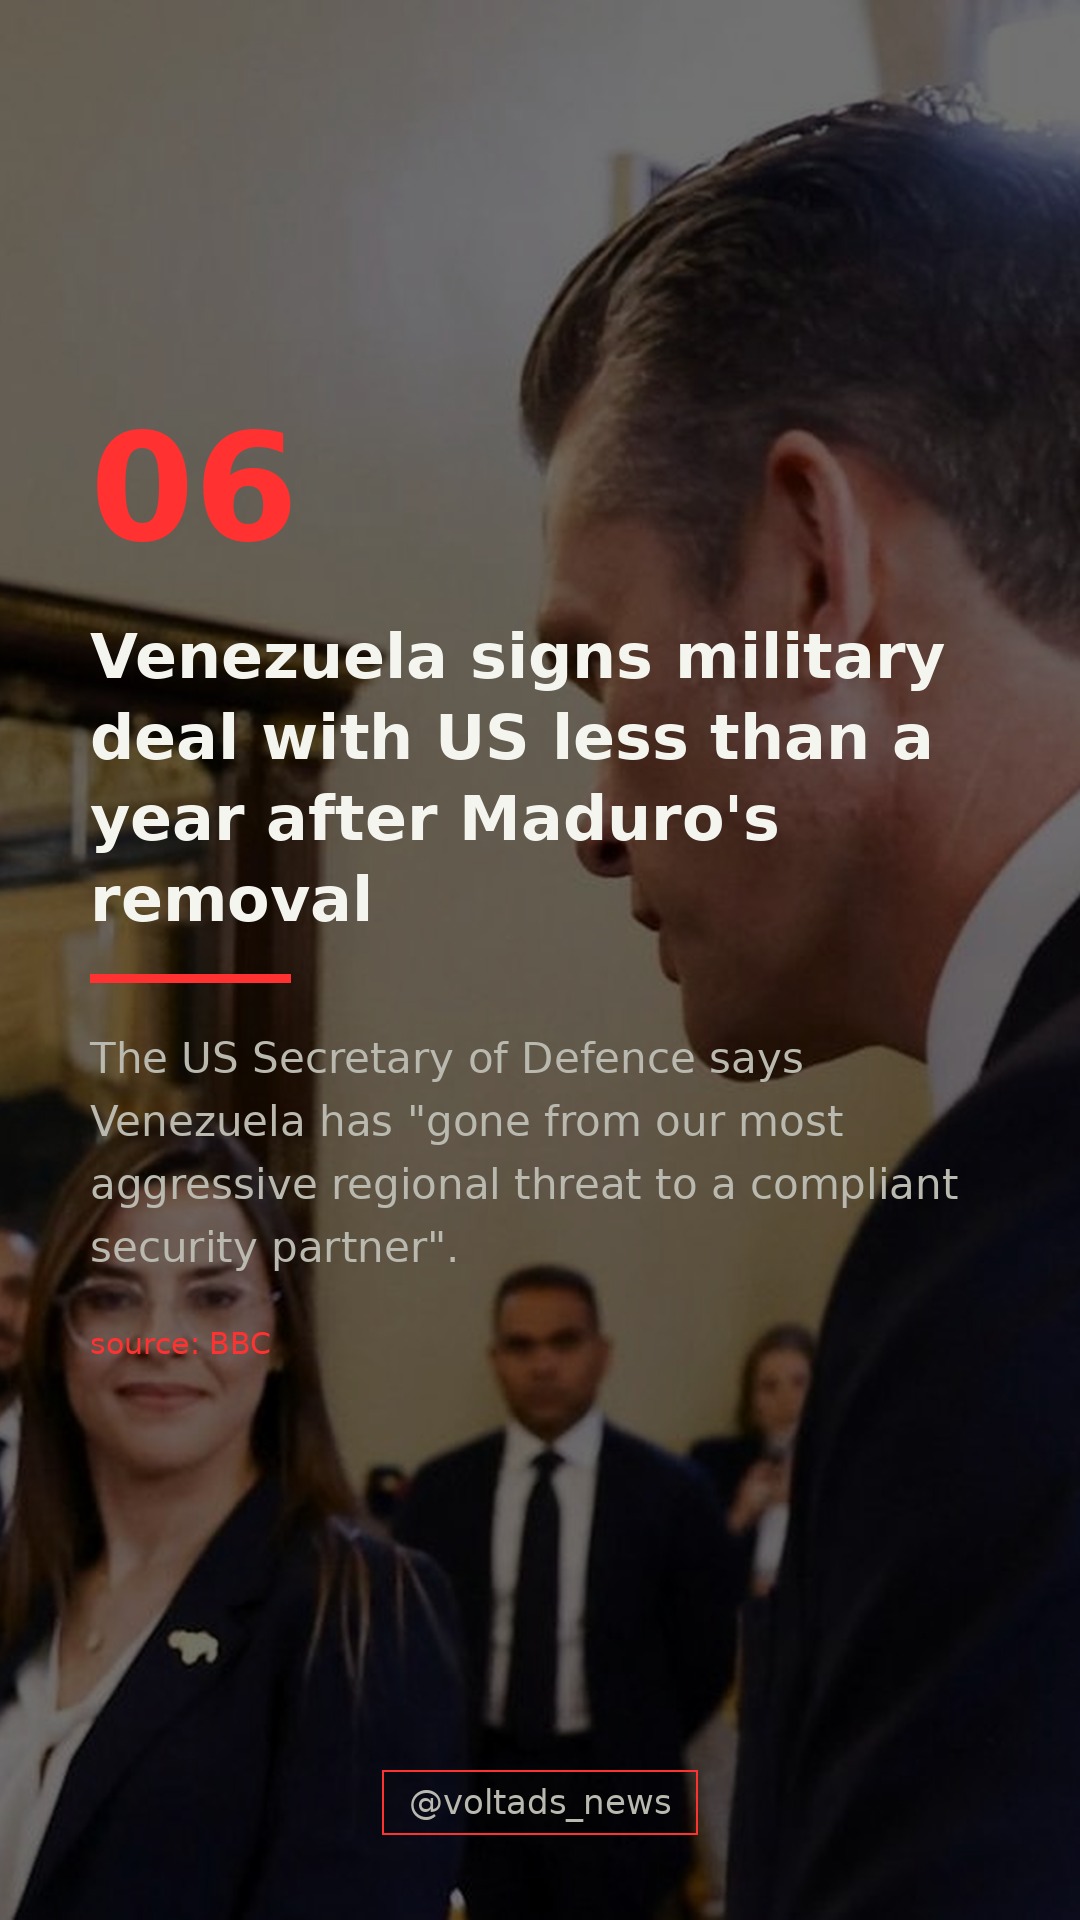 06
Venezuela signs military
deal with US less than a
year after Maduro's
removal
The US Secretary of Defence says
Venezuela has "gone from our most
aggressive regional threat to a compliant
security partner".
source: BBC
@voltads_news